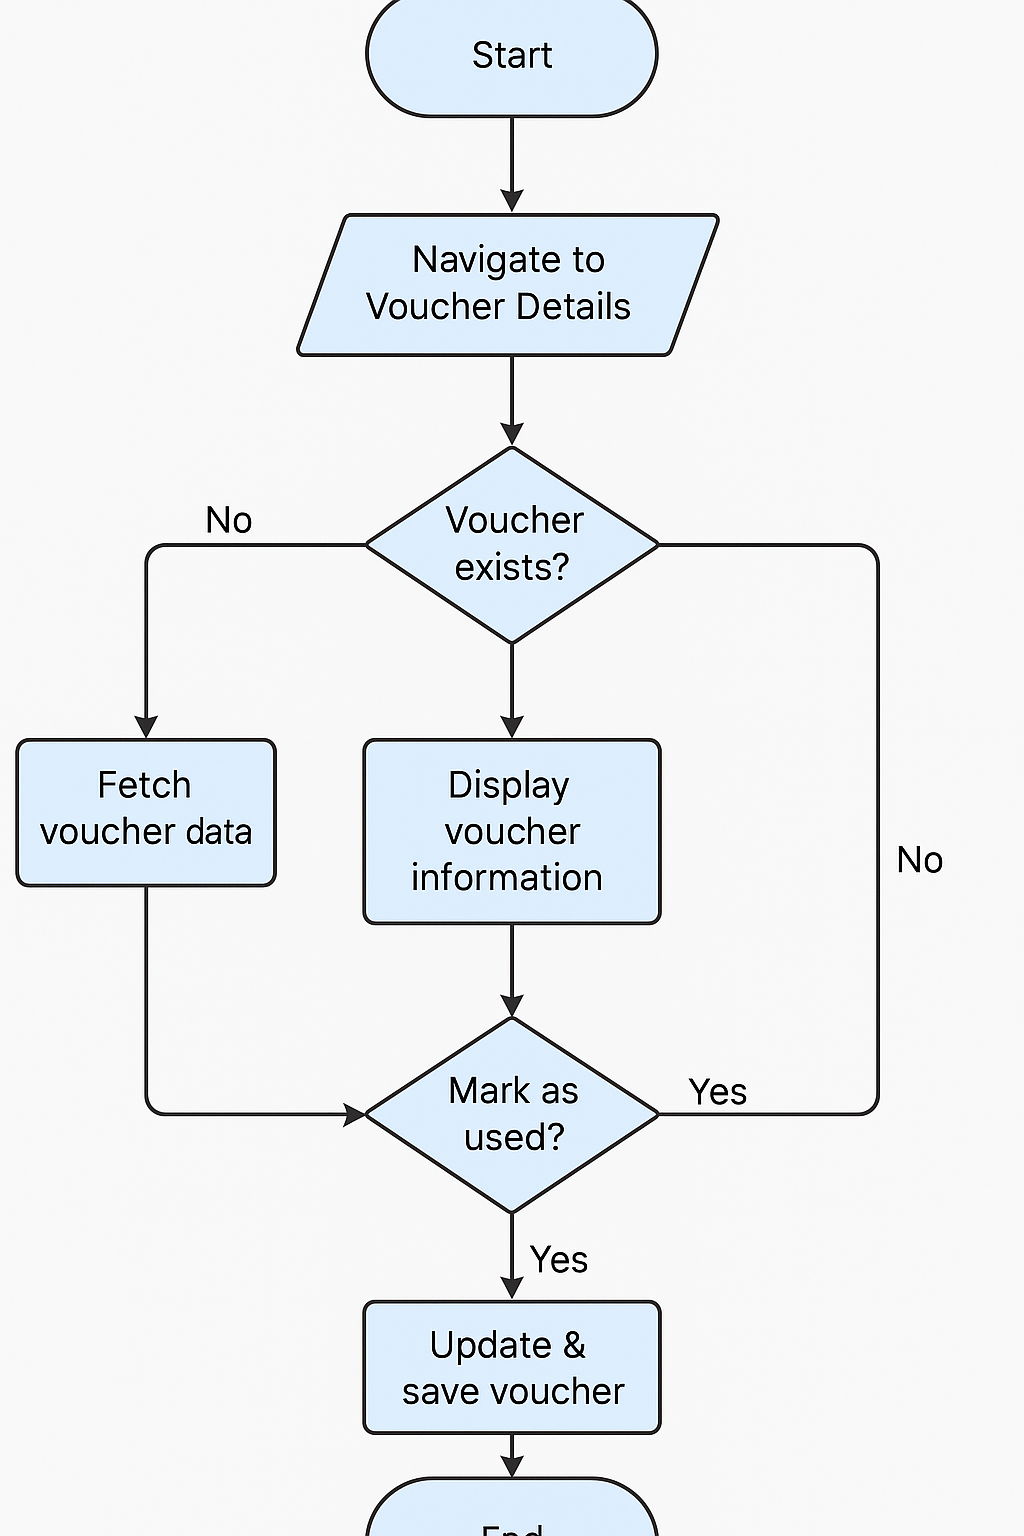 Start
Navigate to
Voucher Details
No
Voucher
exists?
Fetch
voucher data
Display
voucher
information
No
Mark as
used?
Yes
Yes
Update &
save voucher
End